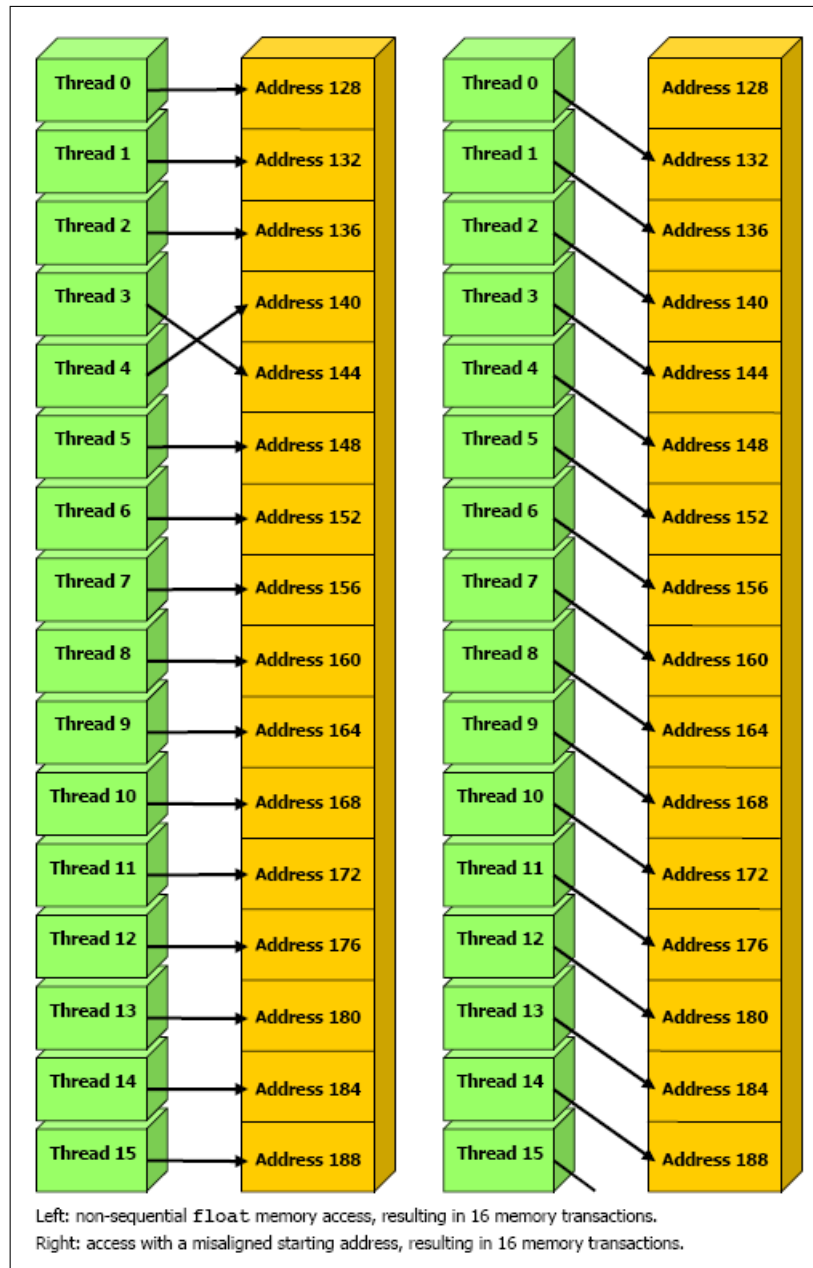 Thread 0 Address 128 Thread 0 Address 128
Thread 1 Address 132 Thread 1 Address 132
Thread 2 Address 136 Thread 2 Address 136
Thread 3 Address 140 Thread 3 Address 140
Thread 4 Address 144 Thread 4 Address 144
Thread 5 Address 148 Thread 5 Address 148
Thread 6 Address 152 Thread 6 Address 152
Thread 7 Address 156 Thread 7 Address 156
Thread 8 Address 160 Thread 8 Address 160
Thread 9 Address 164 Thread 9 Address 164
Thread 10 Address 168 Thread 10 Address 168
Thread 11 Address 172 Thread 11 Address 172
Thread 12 Address 176 Thread 12 Address 176
Thread 13 Address 180 Thread 13 Address 180
Thread 14 Address 184 Thread 14 Address 184
Thread 15 Address 188 Thread 15 Address 188
Left: non-sequential float memory access, resulting in 16 memory transactions.
Right: access with a misaligned starting address, resulting in 16 memory transactions.